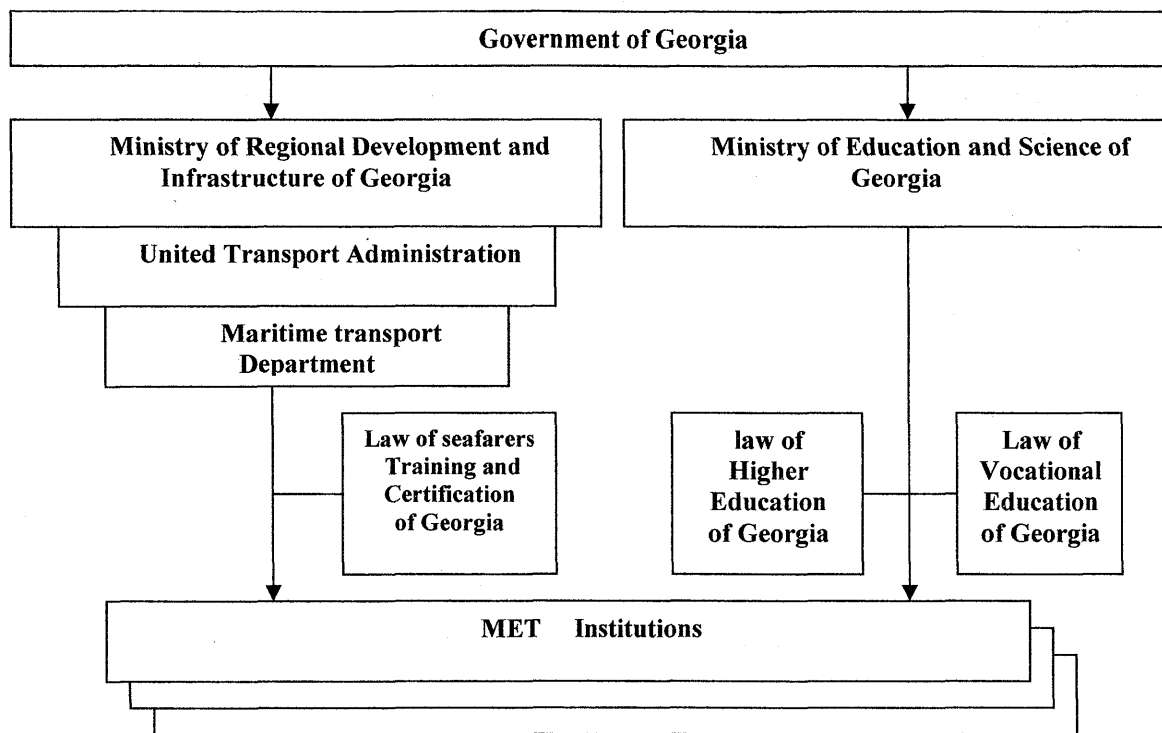 Government of Georgia
Ministry of Regional Development and
Infrastructure of Georgia
Ministry of Education and Science of
Georgia
United Transport Administration
Maritime transport
Department
Law of seafarers
Training and
Certification
of Georgia
law of
Higher
Education
of Georgia
Law of
Vocational
Education
of Georgia
MET Institutions